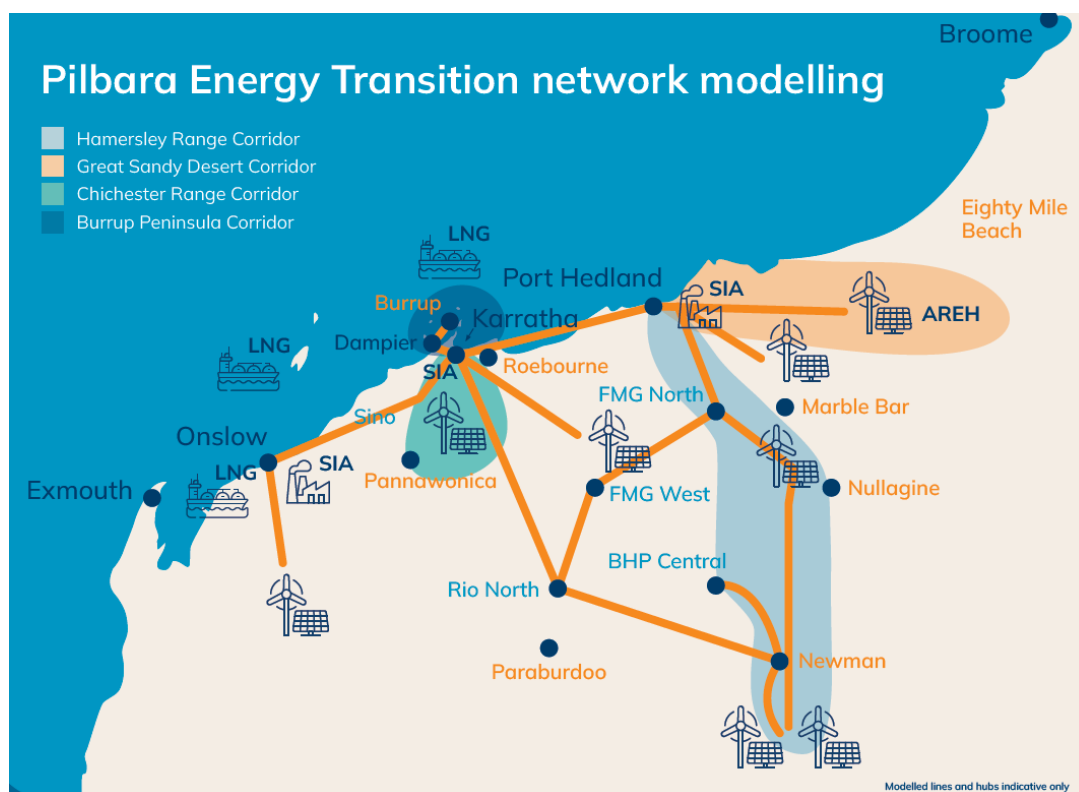 Broome
Pilbara Energy Transition network modelling
Hamersley Range Corridor
Great Sandy Desert Corridor
Chichester Range Corridor
Burrup Peninsula Corridor
Eighty Mile
Beach
LNG
Port Hedland
SIA
Burrup
Karratha
AREH
Dampier
LNG
SIA
Roebourne
FMG North
Marble Bar
Sino
Onslow
LNG
SIA
Pannawonica
Exmouth
FMG West
Nullagine
BHP Central
Rio North
Newman
Paraburdoo
Modelled lines and hubs indicative only